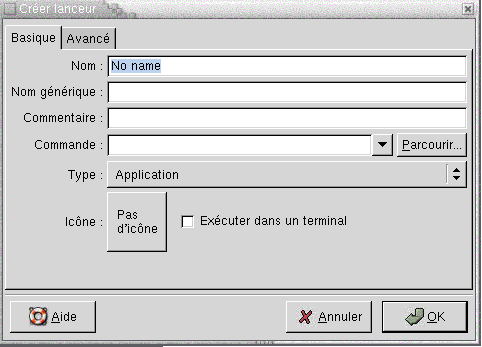 Créer lanceur
Basique Avancé
Nom : No name
Nom générique :
Commentaire :
Commande : Parcourir...
Type : Application
Icône : Pas d'icône Exécuter dans un terminal
Aide Annuler OK